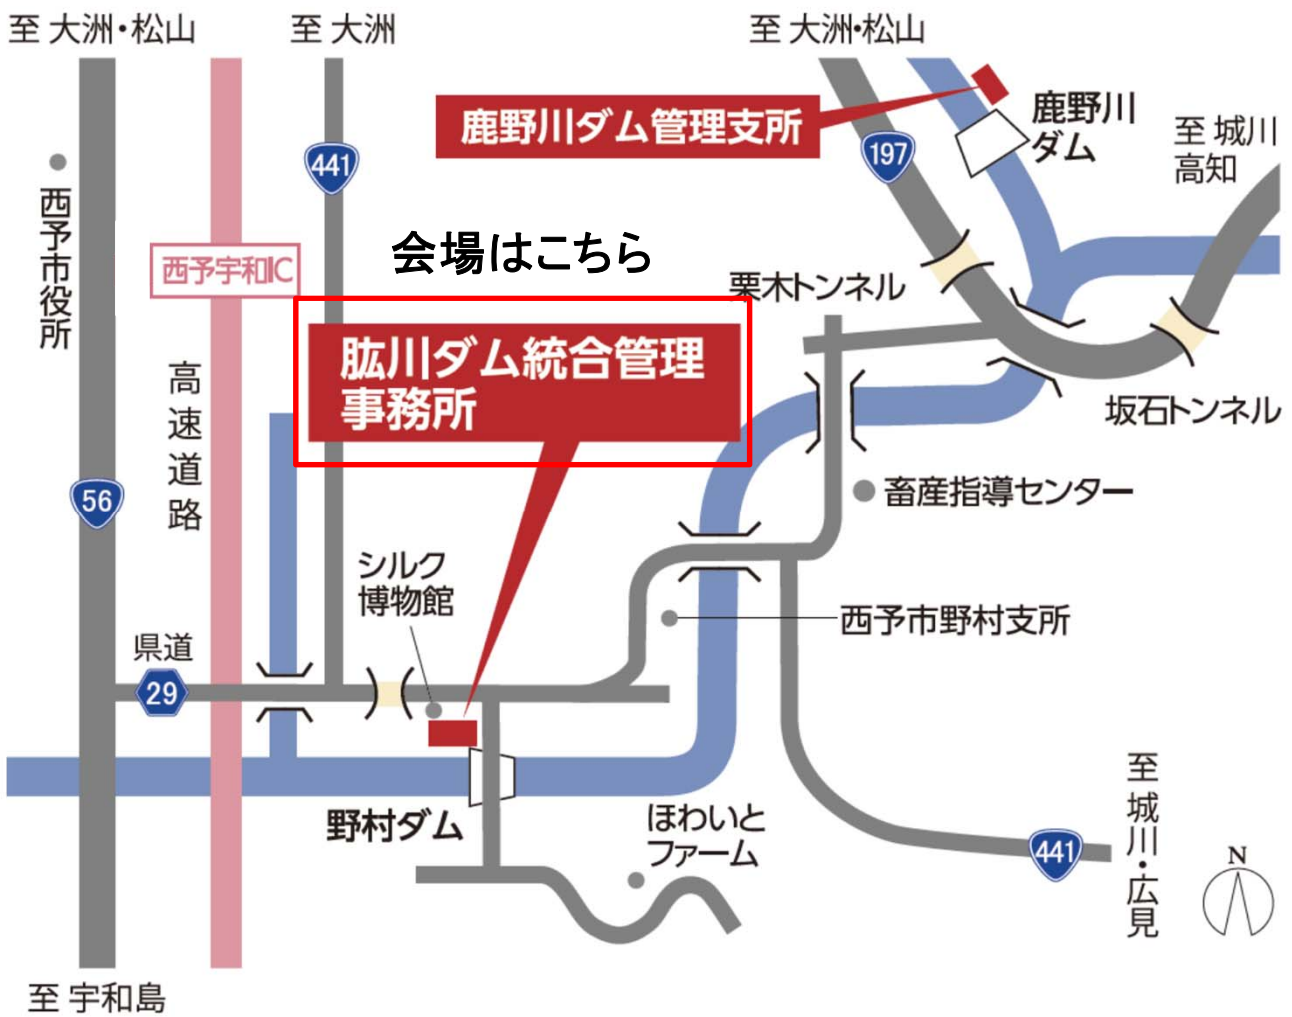 至 大洲・松山
至 大洲
至 大洲・松山
鹿野川ダム管理支所
鹿野川
ダム
至 城川
高知
197
441
西予市役所
会場はこちら
西予宇和IC
栗木トンネル
肱川ダム統合管理
事務所
高速道路
坂石トンネル
56
畜産指導センター
シルク
博物館
西予市野村支所
県道
29
野村ダム
ほわいと
ファーム
441
至 城川・広見
N
至 宇和島